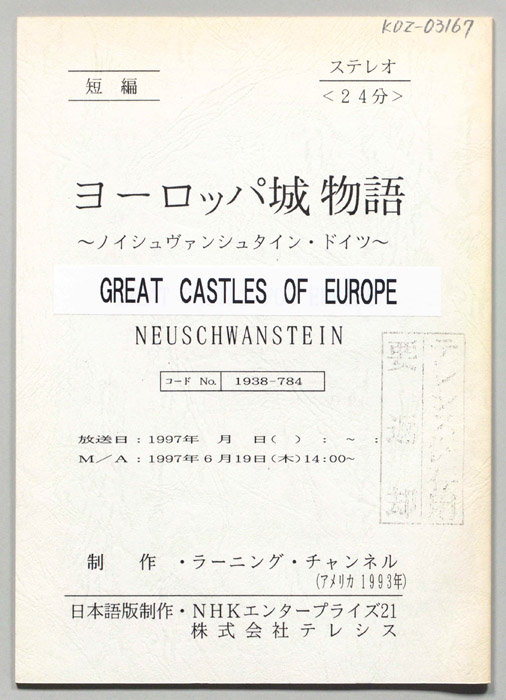 KOZ-03167
短編
ステレオ
<24分>
ヨーロッパ城 物語
～ノイシュヴァンシュタイン・ドイツ～
GREAT CASTLES OF EUROPE
NEUSCHWANSTEIN
コード No. 1938-784
放送日：1997年 月 日( ) : ～ :
M／A：1997年6月19日(木)14:00～
制 作 ・ラーニング・チャンネル
(アメリカ 1993年)
日本語版制作・NHKエンタープライズ21
株式会社テレシス